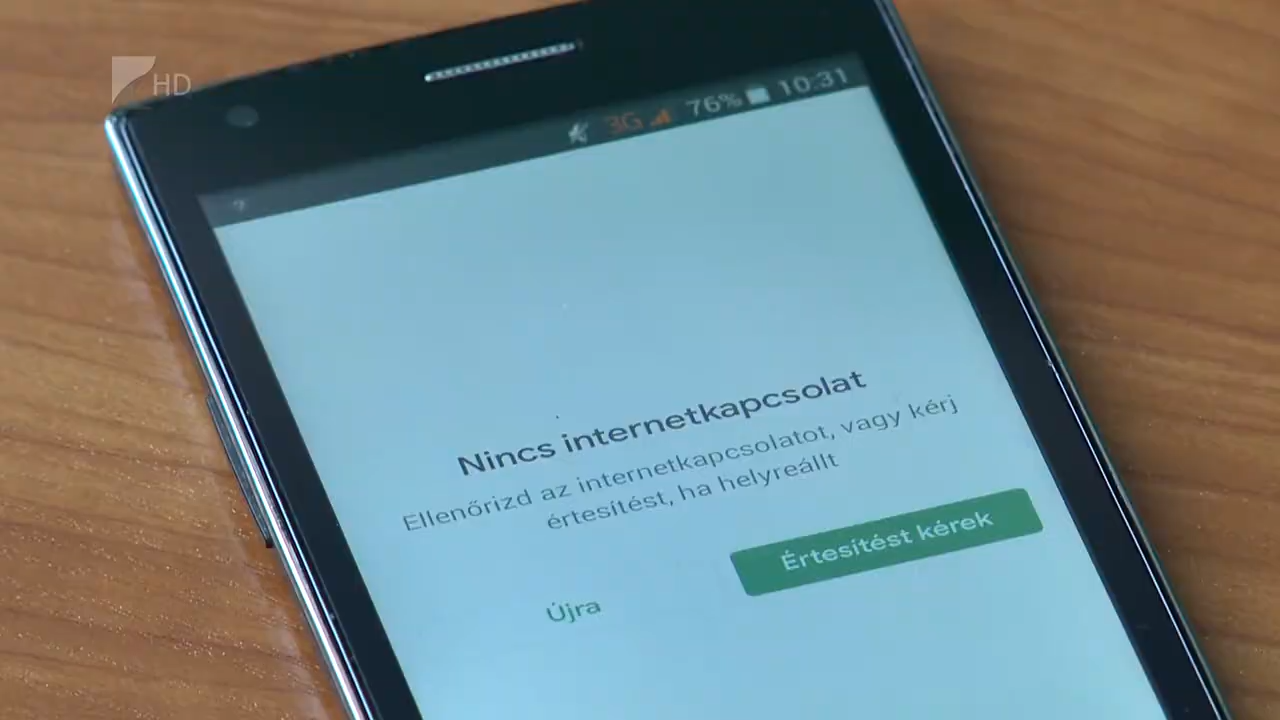 HD
3G 76% 10:31
?
Nincs internetkapcsolat
Ellenőrizd az internetkapcsolatot, vagy kérj
értesítést, ha helyreállt
Értesítést kérek
Újra